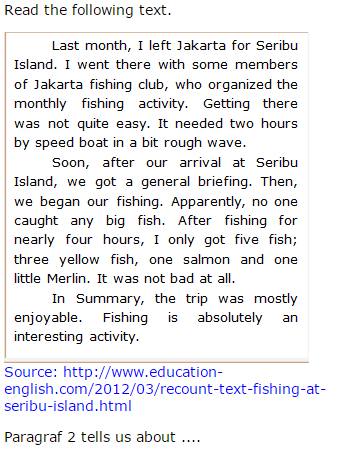 Read the following text.
Last month, I left Jakarta for Seribu
Island. I went there with some members
of Jakarta fishing club, who organized the
monthly fishing activity. Getting there
was not quite easy. It needed two hours
by speed boat in a bit rough wave.
Soon, after our arrival at Seribu
Island, we got a general briefing. Then,
we began our fishing. Apparently, no one
caught any big fish. After fishing for
nearly four hours, I only got five fish;
three yellow fish, one salmon and one
little Merlin. It was not bad at all.
In Summary, the trip was mostly
enjoyable. Fishing is absolutely an
interesting activity.
Source: http://www.education-
english.com/2012/03/recount-text-fishing-at-
seribu-island.html
Paragraf 2 tells us about ....